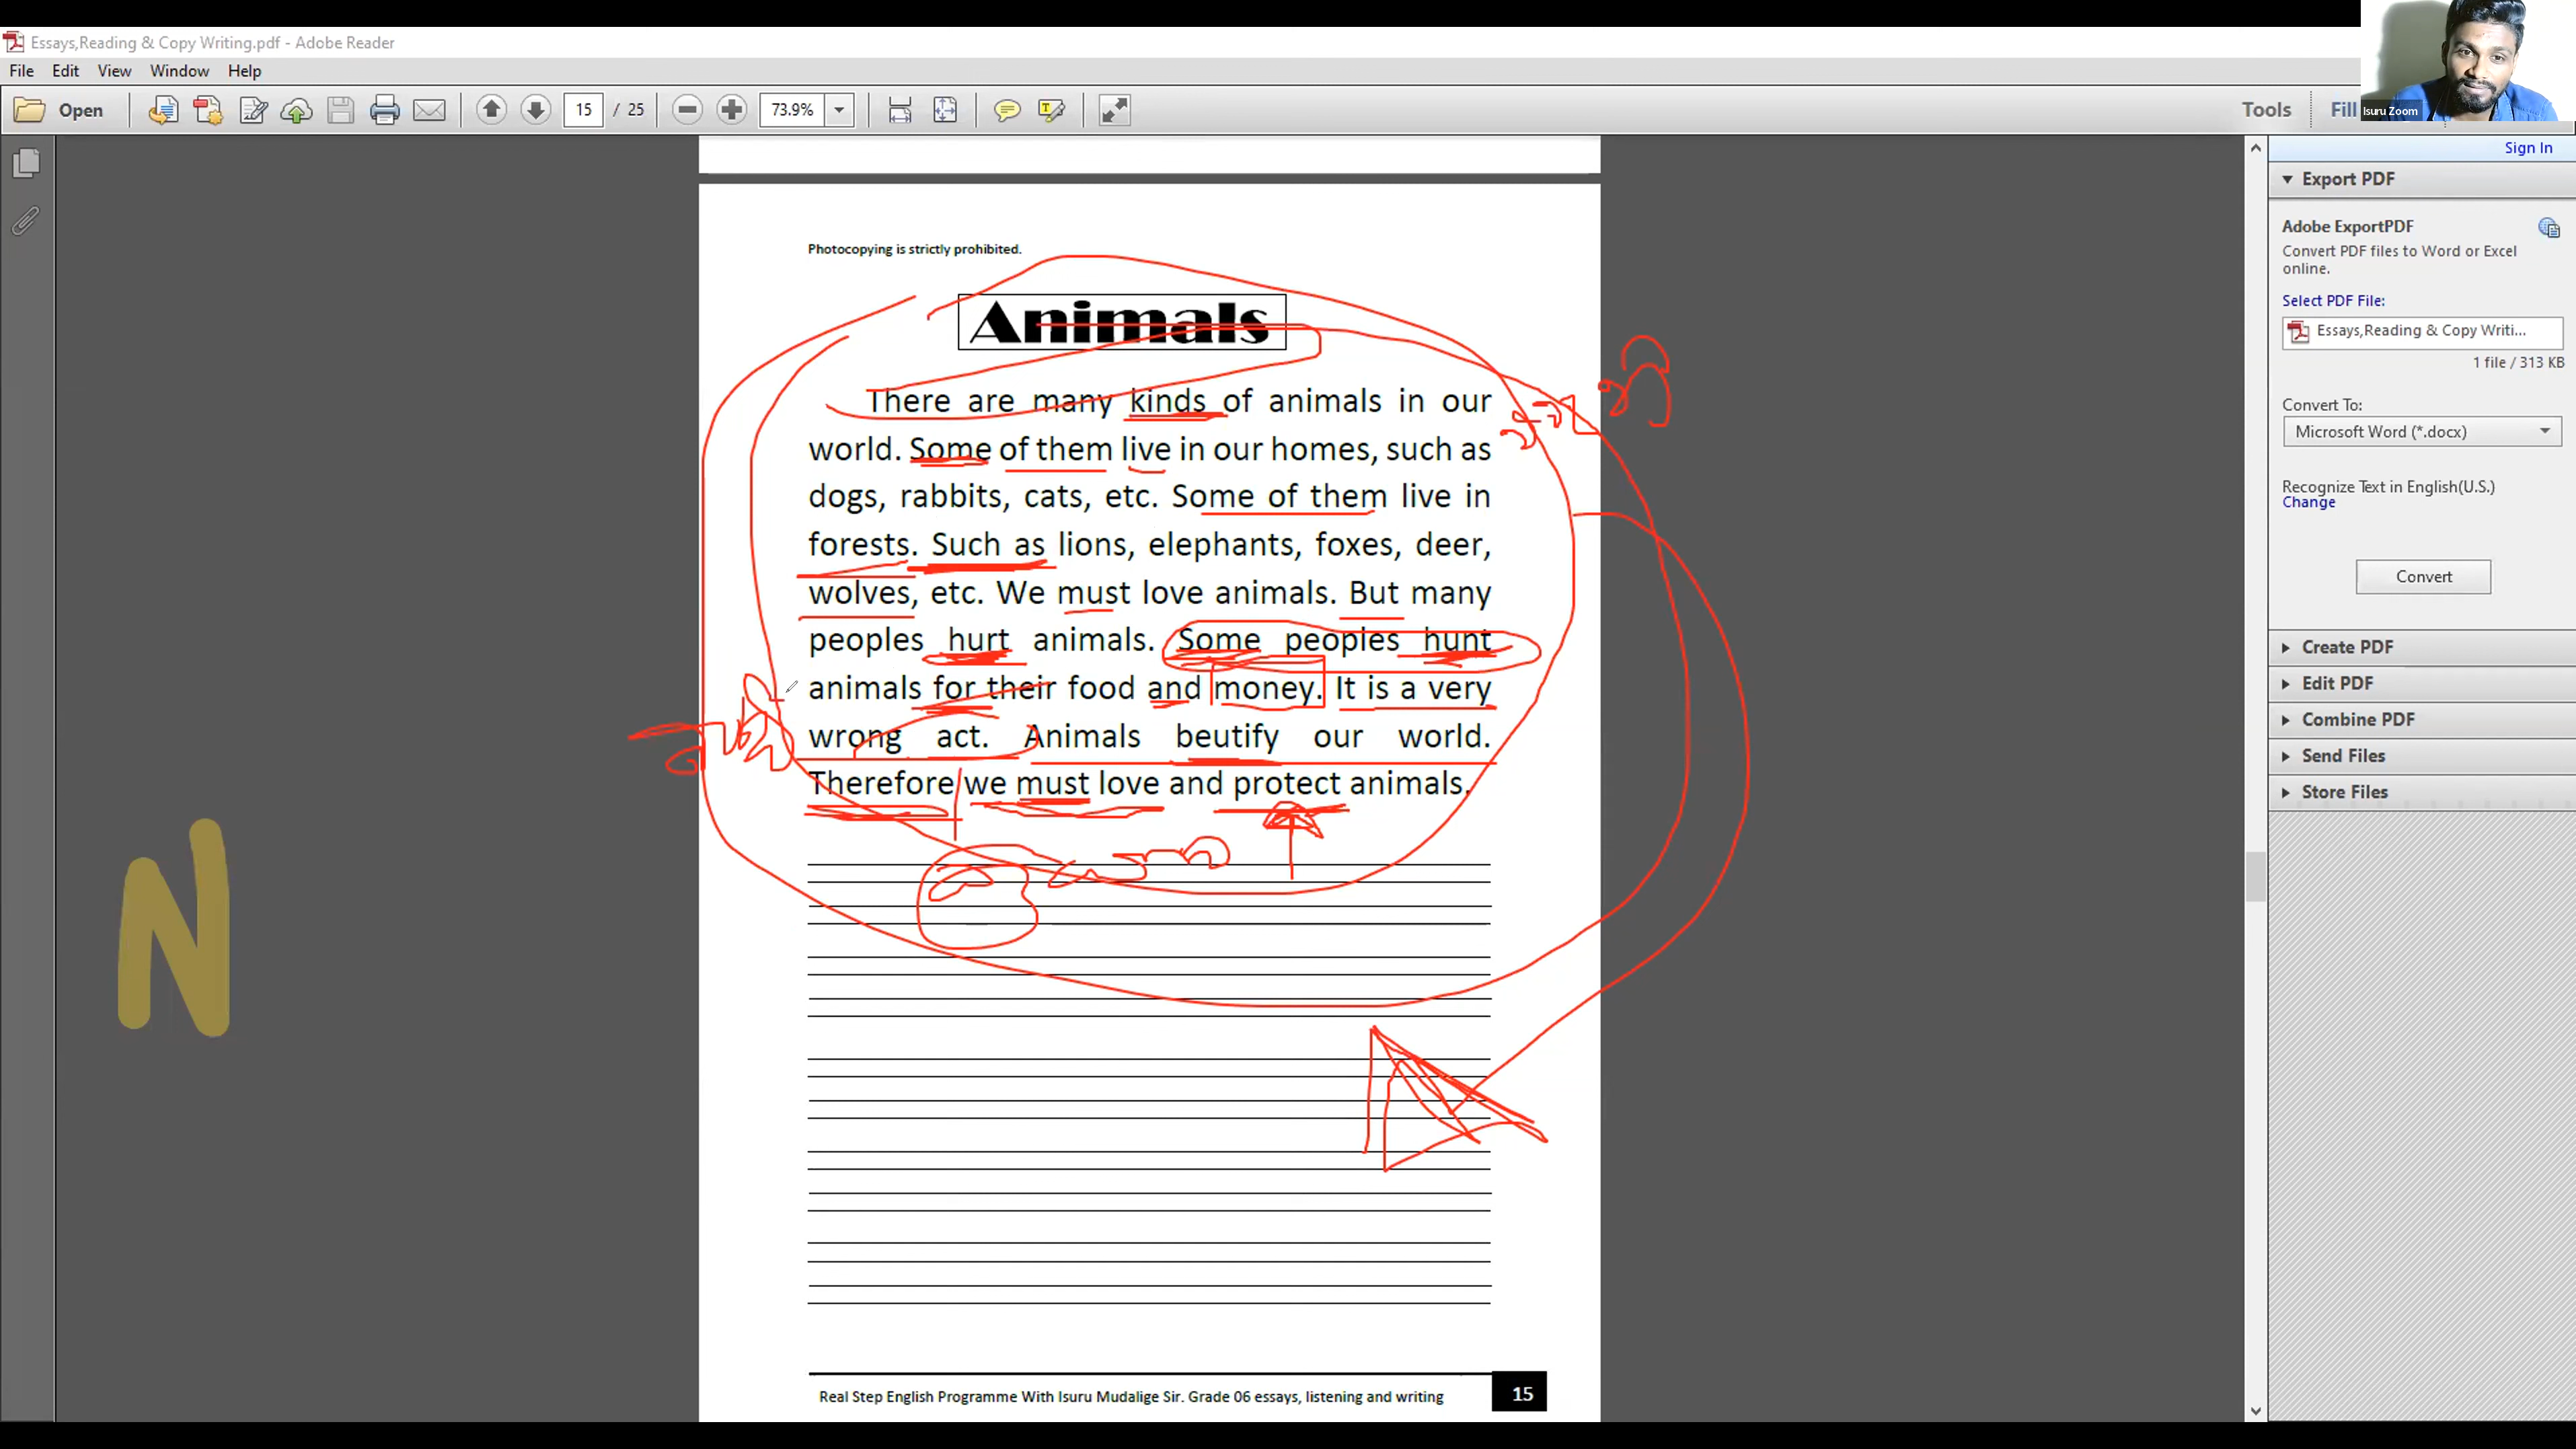 Essays,Reading & Copy Writing.pdf - Adobe Reader
File Edit View Window Help
Open 15 / 25 73.9% Tools Fill
Isuru Zoom
Sign In
Export PDF
Adobe ExportPDF
Convert PDF files to Word or Excel
online.
Select PDF File:
Essays,Reading & Copy Writi...
1 file / 313 KB
Convert To:
Microsoft Word (*.docx)
Recognize Text in English(U.S.)
Change
Convert
Create PDF
Edit PDF
Combine PDF
Send Files
Store Files
Photocopying is strictly prohibited.
Animals
There are many kinds of animals in our
world. Some of them live in our homes, such as
dogs, rabbits, cats, etc. Some of them live in
forests. Such as lions, elephants, foxes, deer,
wolves, etc. We must love animals. But many
peoples hurt animals. Some peoples hunt
animals for their food and money. It is a very
wrong act. Animals beutify our world.
Therefore we must love and protect animals.
N
Real Step English Programme With Isuru Mudalige Sir. Grade 06 essays, listening and writing
15